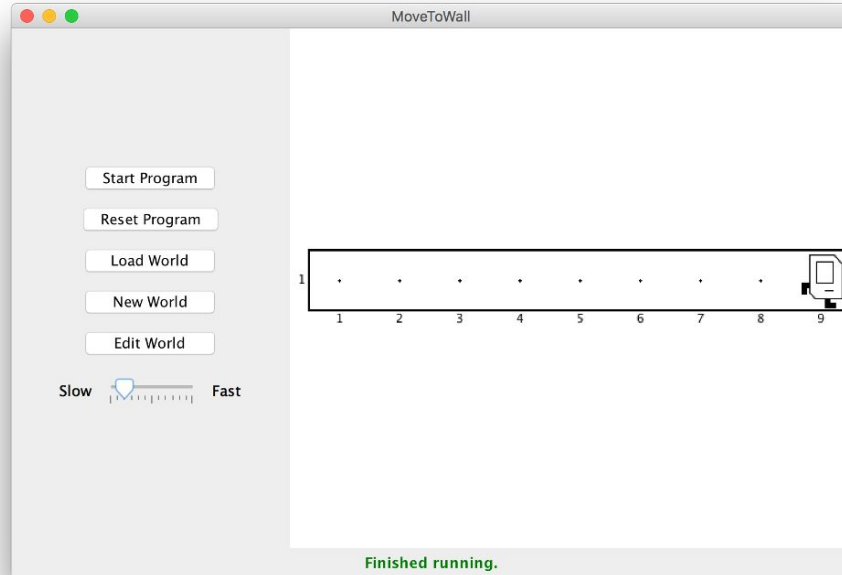 MoveToWall
Start Program
Reset Program
Load World
New World
Edit World
Slow Fast
1
1 2 3 4 5 6 7 8 9
Finished running.